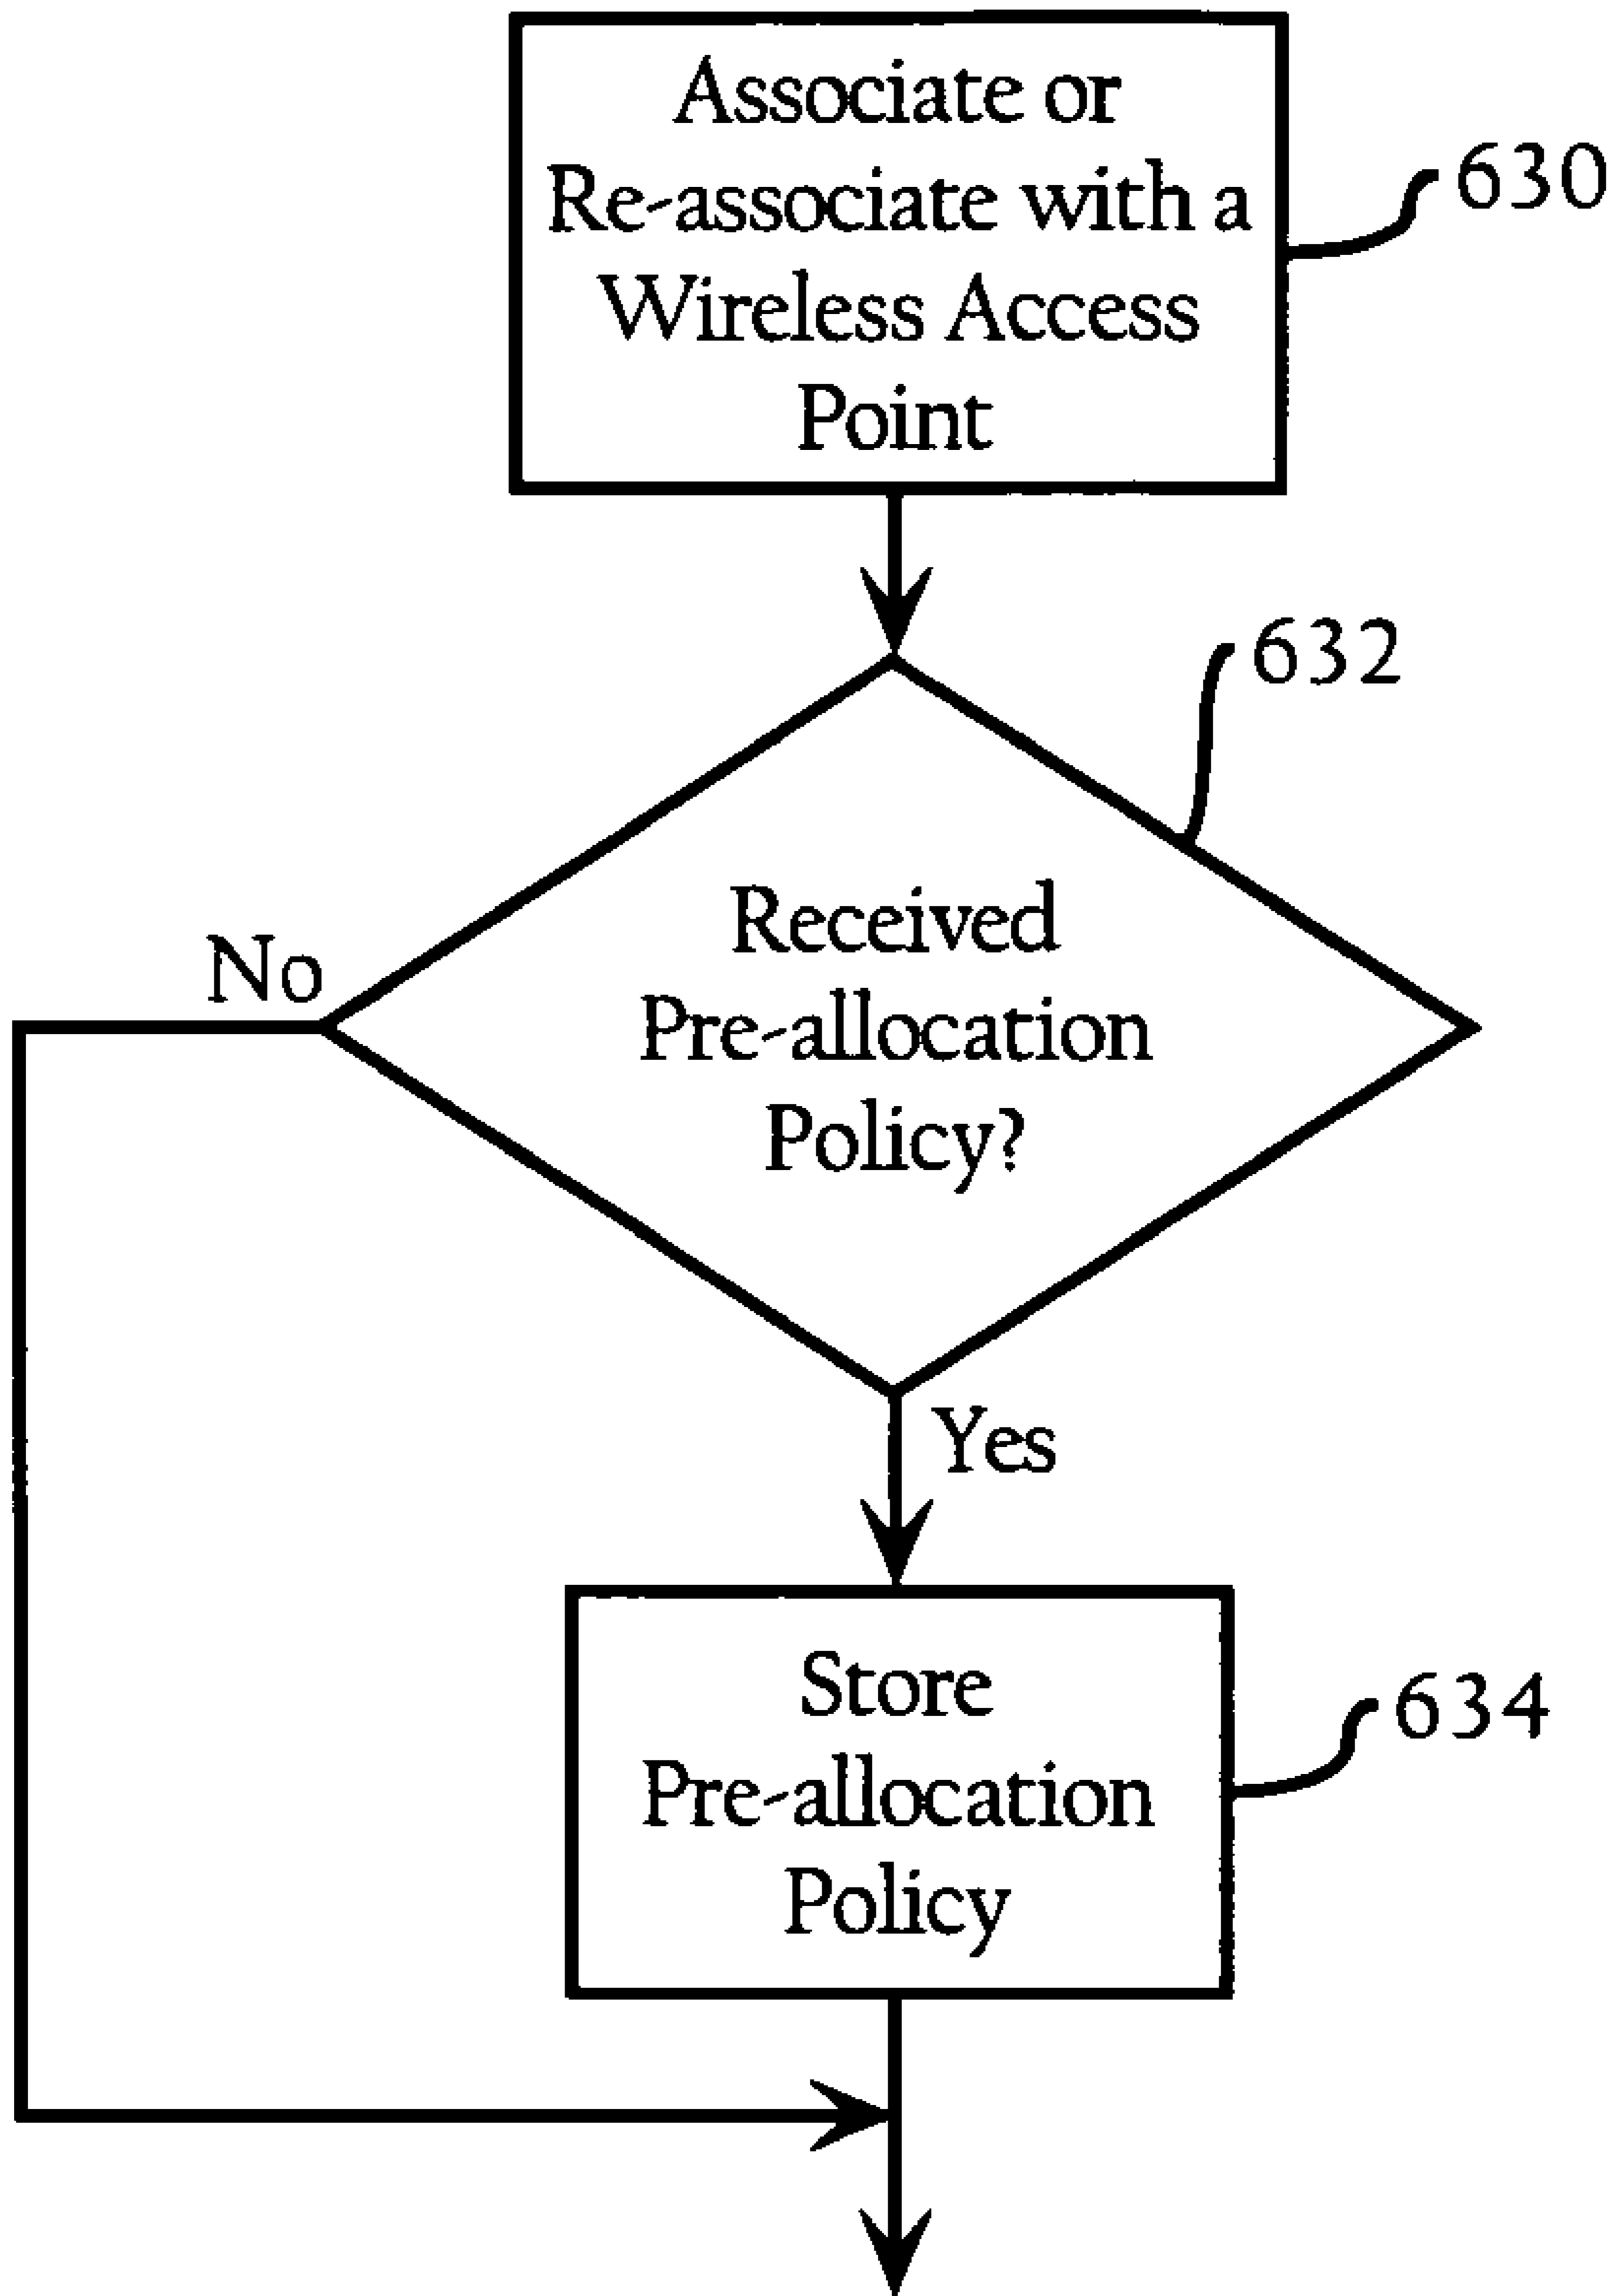 Associate or
Re-associate with a
Wireless Access
Point
630
632
Received
Pre-allocation
Policy?
No
Yes
Store
Pre-allocation
Policy
634